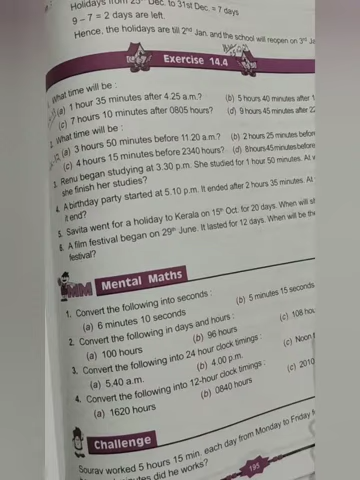 Holidays from 25th Dec. to 31st Dec. = 7 days
9 – 7 = 2 days are left.
Hence, the holidays are till 2nd Jan. and the school will reopen on 3rd
Exercise 14.4
1. What time will be :
(a) 1 hour 35 minutes after 4.25 a.m.? (b) 5 hours 40 minutes after
(c) 7 hours 10 minutes after 0805 hours? (d) 9 hours 45 minutes after
2. What time will be :
(a) 3 hours 50 minutes before 11.20 a.m.? (b) 2 hours 25 minutes before
(c) 4 hours 15 minutes before 2340 hours? (d) 8 hours 45 minutes before
3. Renu began studying at 3.30 p.m. She studied for 1 hour 50 minutes. At
she finish her studies?
4. A birthday party started at 5.10 p.m. It ended after 2 hours 35 minutes. At
it end?
5. Savita went for a holiday to Kerala on 15th Oct. for 20 days. When will
6. A film festival began on 29th June. It lasted for 12 days. When will be the
festival?
MM Mental Maths
1. Convert the following into seconds :
(a) 6 minutes 10 seconds (b) 5 minutes 15 seconds
2. Convert the following in days and hours :
(a) 100 hours (b) 96 hours (c) 108
3. Convert the following into 24 hour clock timings :
(a) 5.40 a.m. (b) 4.00 p.m. (c) Noon
4. Convert the following into 12-hour clock timings :
(a) 1620 hours (b) 0840 hours (c) 2010
Challenge
Sourav worked 5 hours 15 min. each day from Monday to Friday
did he works?
195